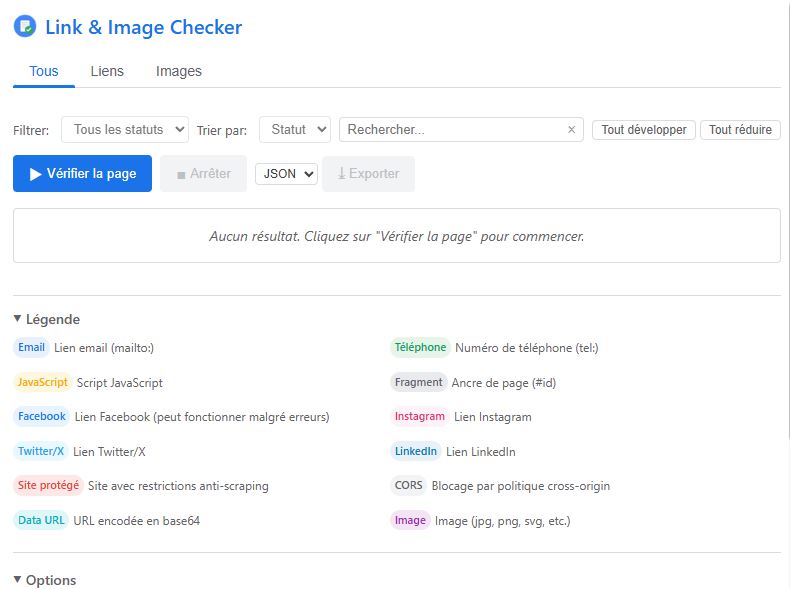 Link & Image Checker
Tous Liens Images
Filtrer: Tous les statuts Trier par: Statut Rechercher... × Tout développer Tout réduire
▶ Vérifier la page ■ Arrêter JSON ⤓ Exporter
Aucun résultat. Cliquez sur "Vérifier la page" pour commencer.
▼ Légende
Email Lien email (mailto:) Téléphone Numéro de téléphone (tel:)
JavaScript Script JavaScript Fragment Ancre de page (#id)
Facebook Lien Facebook (peut fonctionner malgré erreurs) Instagram Lien Instagram
Twitter/X Lien Twitter/X LinkedIn Lien LinkedIn
Site protégé Site avec restrictions anti-scraping CORS Blocage par politique cross-origin
Data URL URL encodée en base64 Image Image (jpg, png, svg, etc.)
▼ Options